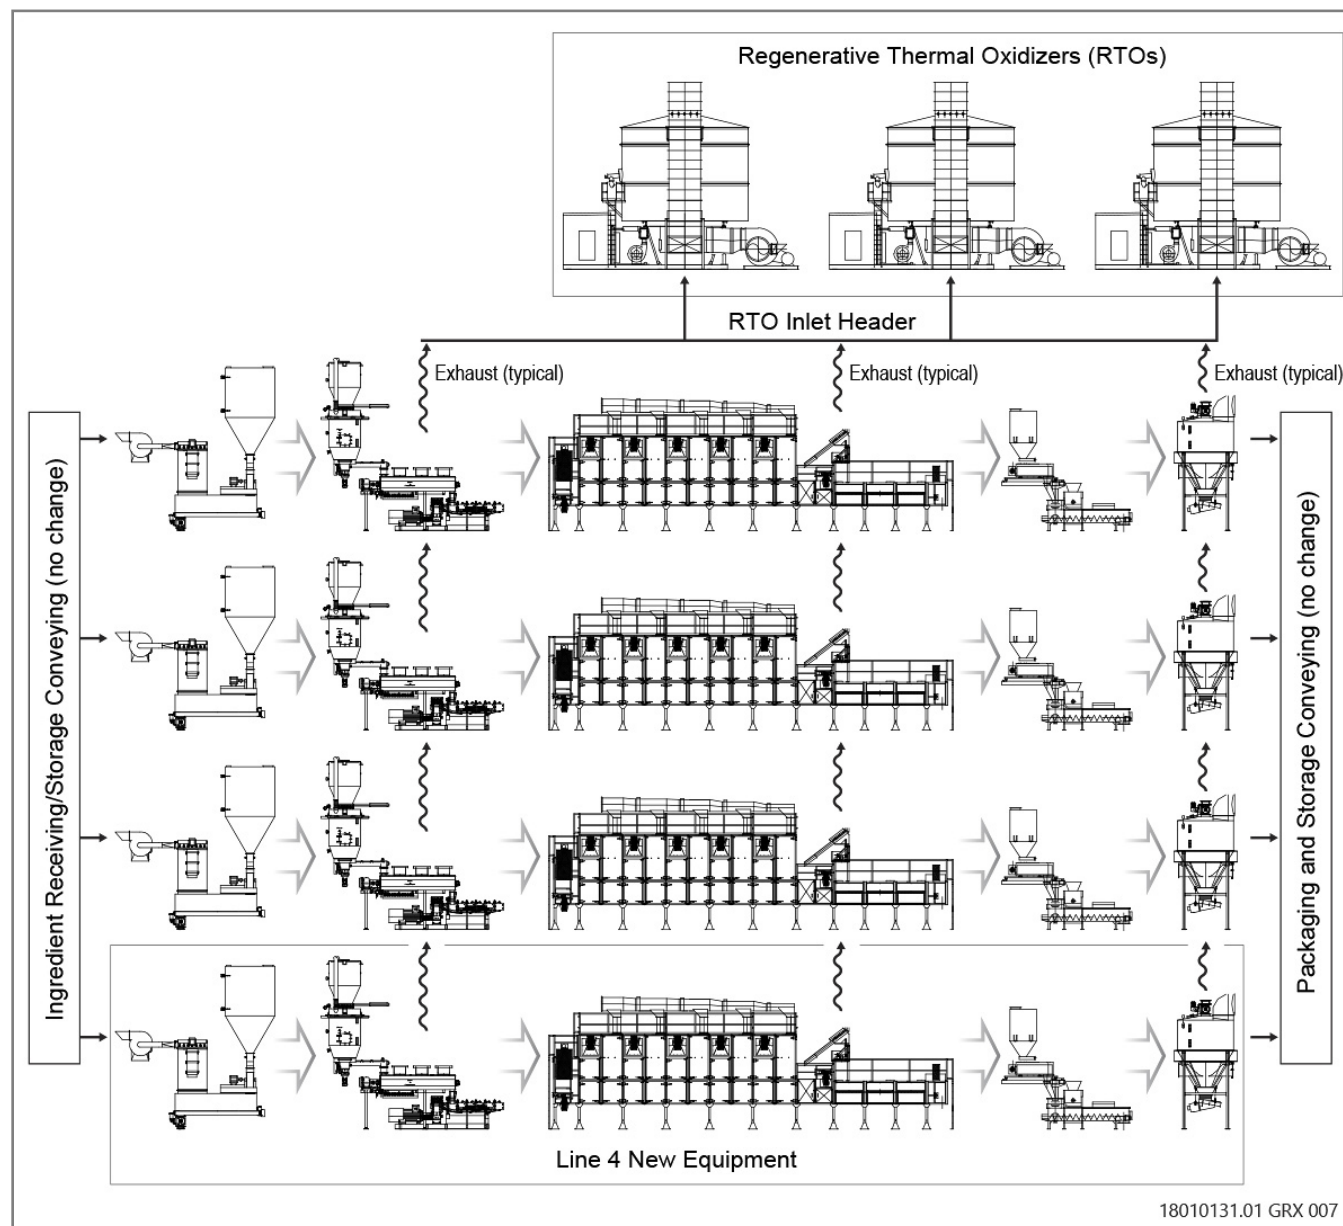 Regenerative Thermal Oxidizers (RTOs)
RTO Inlet Header
Exhaust (typical)
Exhaust (typical)
Exhaust (typical)
Ingredient Receiving/Storage Conveying (no change)
Packaging and Storage Conveying (no change)
Line 4 New Equipment
18010131.01 GRX 007